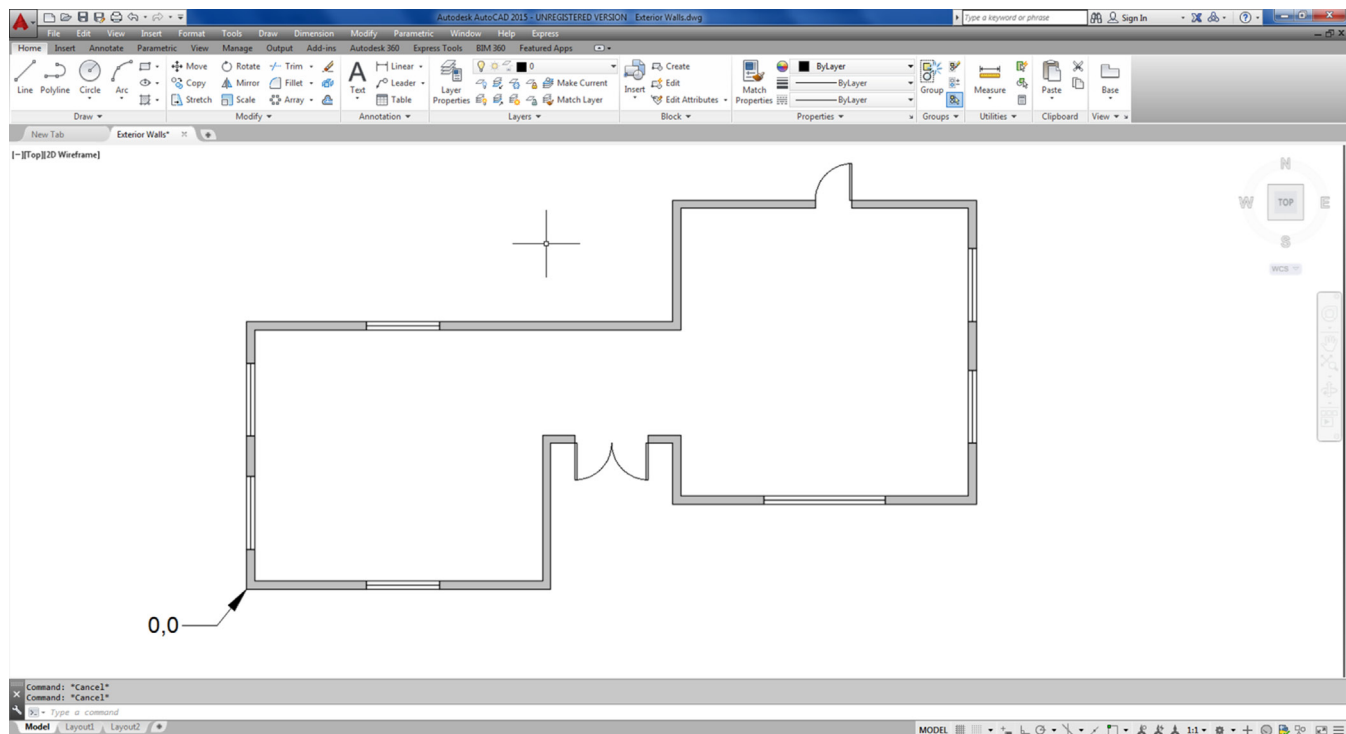 Autodesk AutoCAD 2015 - UNREGISTERED VERSION Exterior Walls.dwg
Type a keyword or phrase
Sign In
File Edit View Insert Format Tools Draw Dimension Modify Parametric Window Help Express
Home Insert Annotate Parametric View Manage Output Add-ins Autodesk 360 Express Tools BIM 360 Featured Apps
Move Rotate Trim Linear 0 Create ByLayer
Copy Mirror Fillet Leader Make Current Edit ByLayer
Line Polyline Circle Arc Text Layer Properties Insert Match Properties Group Measure Paste Base
Stretch Scale Array Table Match Layer Edit Attributes ByLayer
Draw Modify Annotation Layers Block Properties Groups Utilities Clipboard View
New Tab Exterior Walls*
[−][Top][2D Wireframe]
N
W TOP E
S
WCS
0,0
Command: *Cancel*
Command: *Cancel*
Type a command
Model Layout1 Layout2
MODEL 1:1